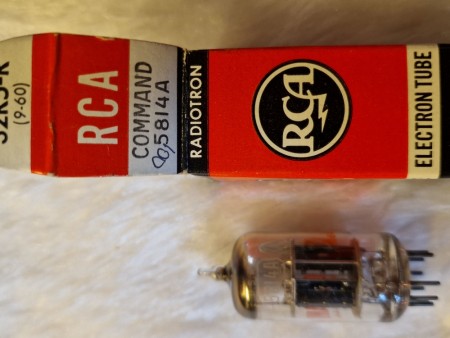 (9-60)
RCA
COMMAND
5814A
RADIOTRON
RCA
ELECTRON TUBE